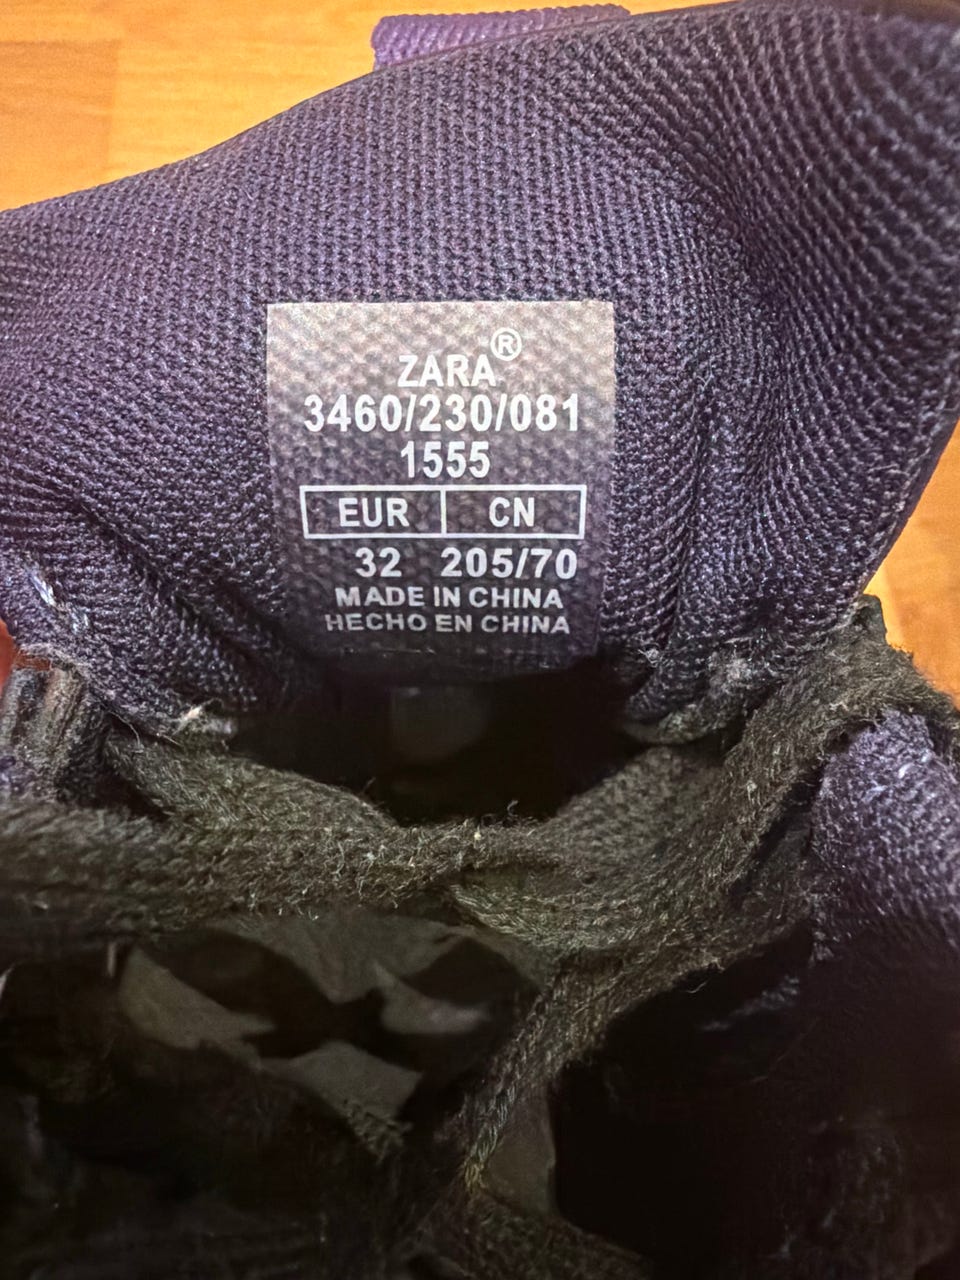 ZARA®
3460/230/081
1555
EUR CN
32 205/70
MADE IN CHINA
HECHO EN CHINA